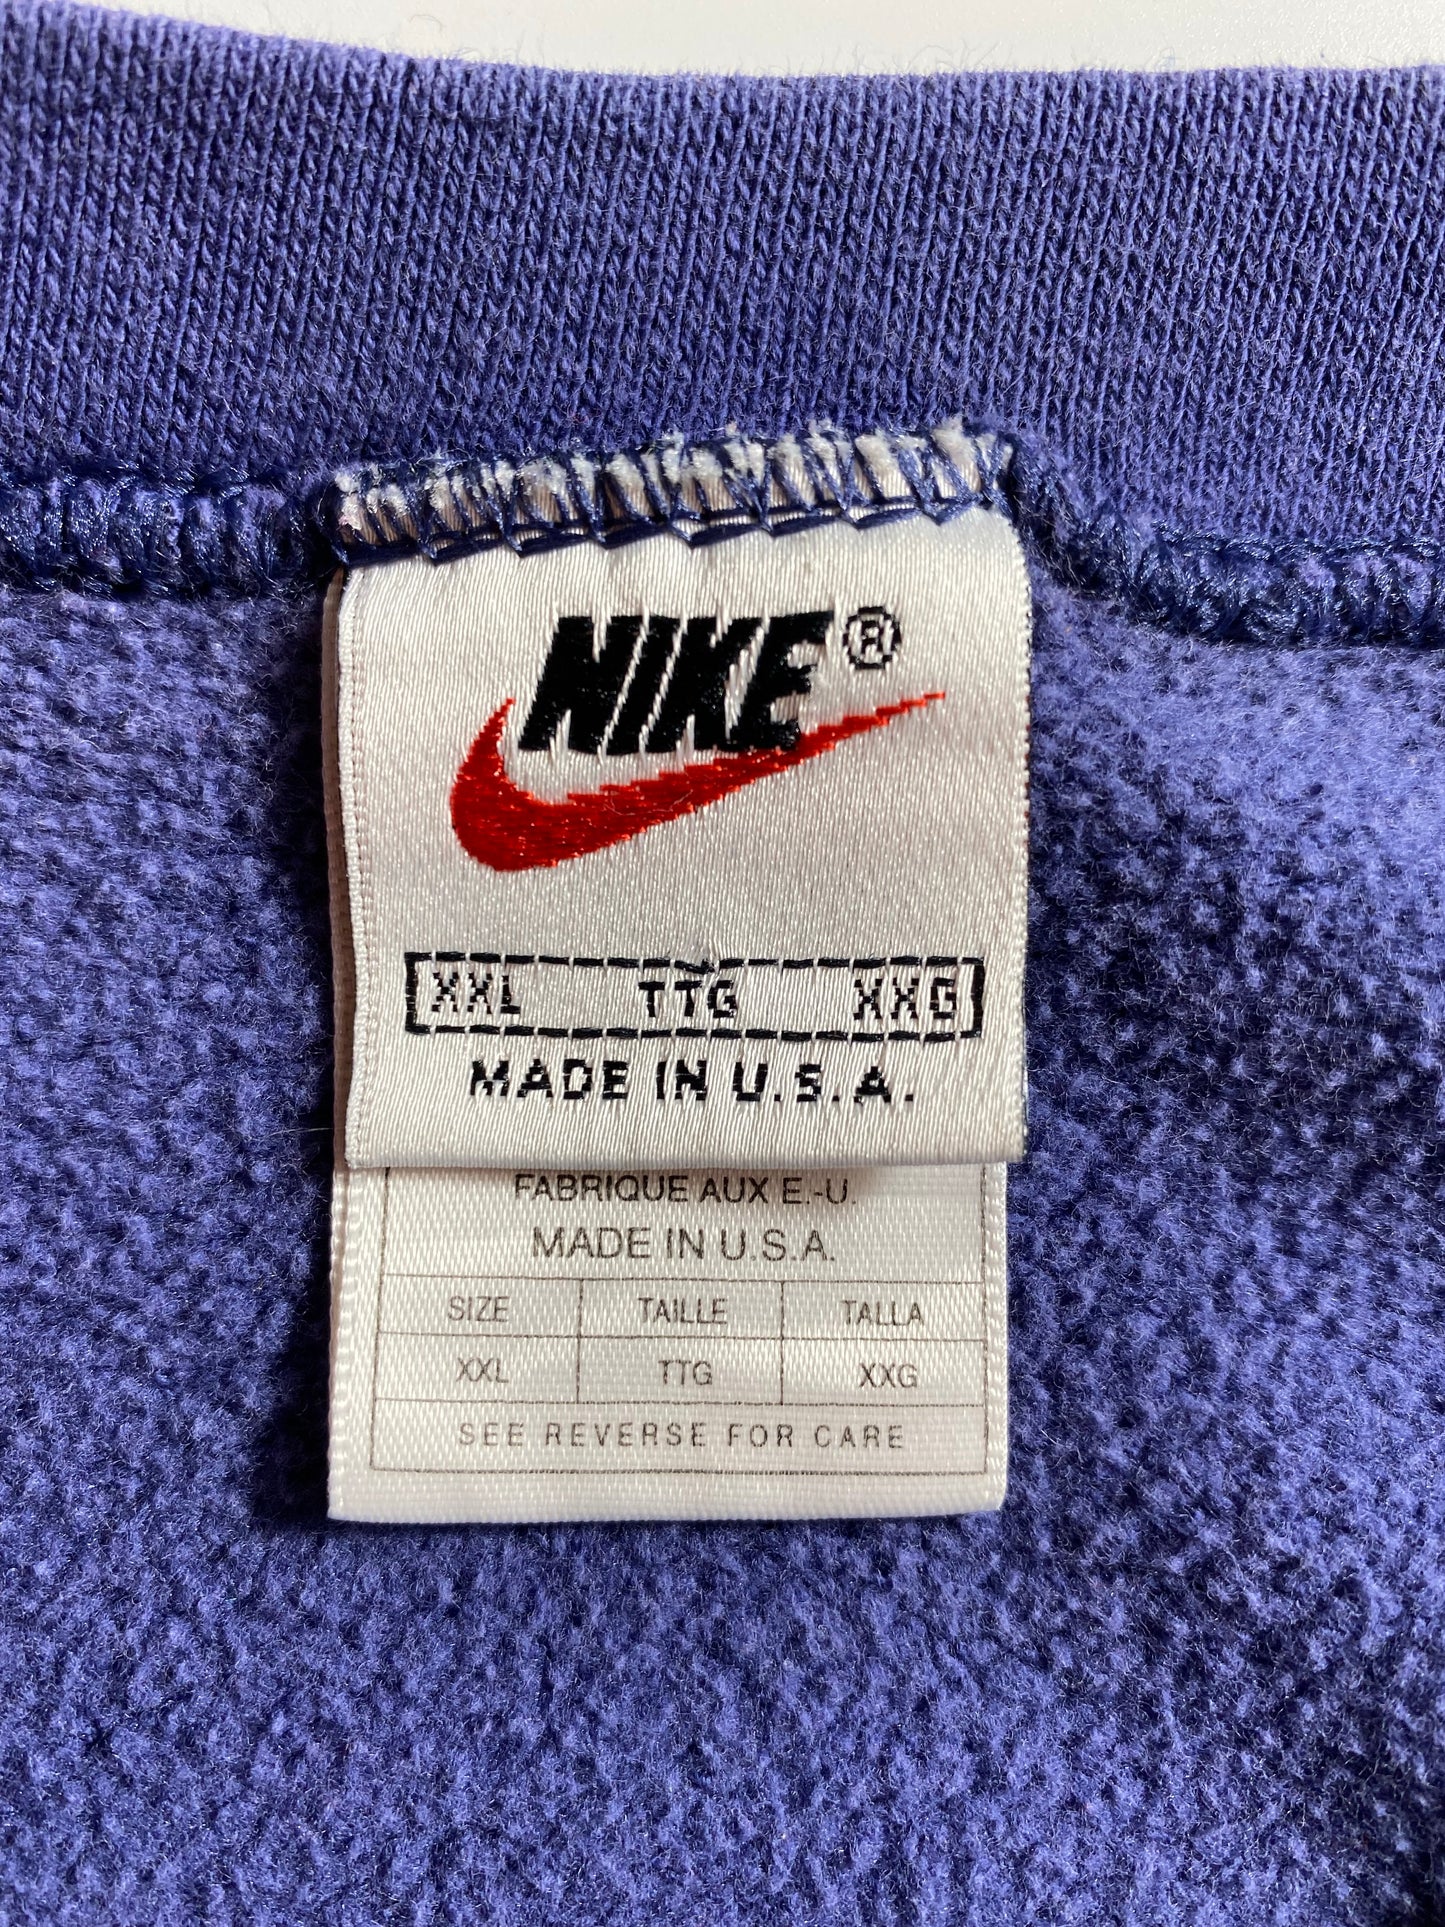 NIKE®
XXL TTG XXG
MADE IN U.S.A.
FABRIQUE AUX E.-U.
MADE IN U.S.A.
SIZE TAILLE TALLA
XXL TTG XXG
SEE REVERSE FOR CARE